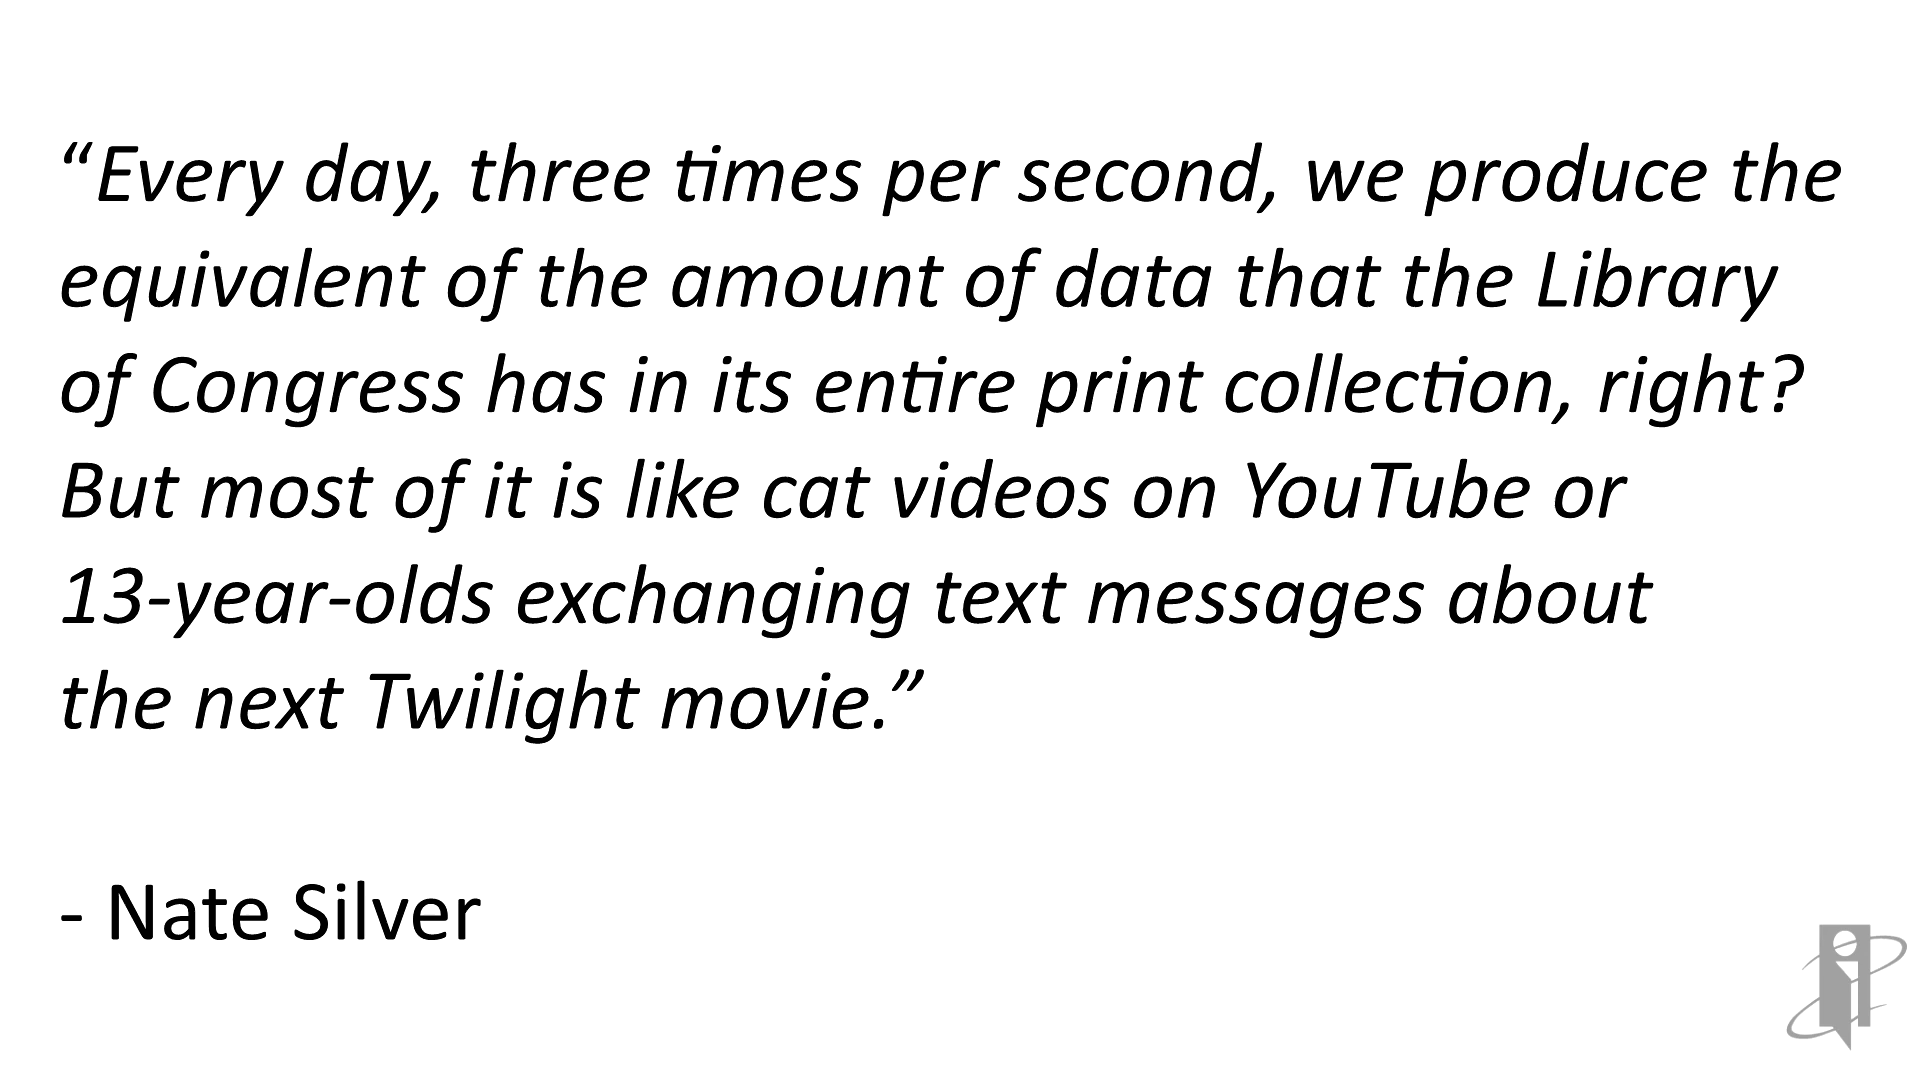 “Every day, three times per second, we produce the
equivalent of the amount of data that the Library
of Congress has in its entire print collection, right?
But most of it is like cat videos on YouTube or
13-year-olds exchanging text messages about
the next Twilight movie.”
- Nate Silver